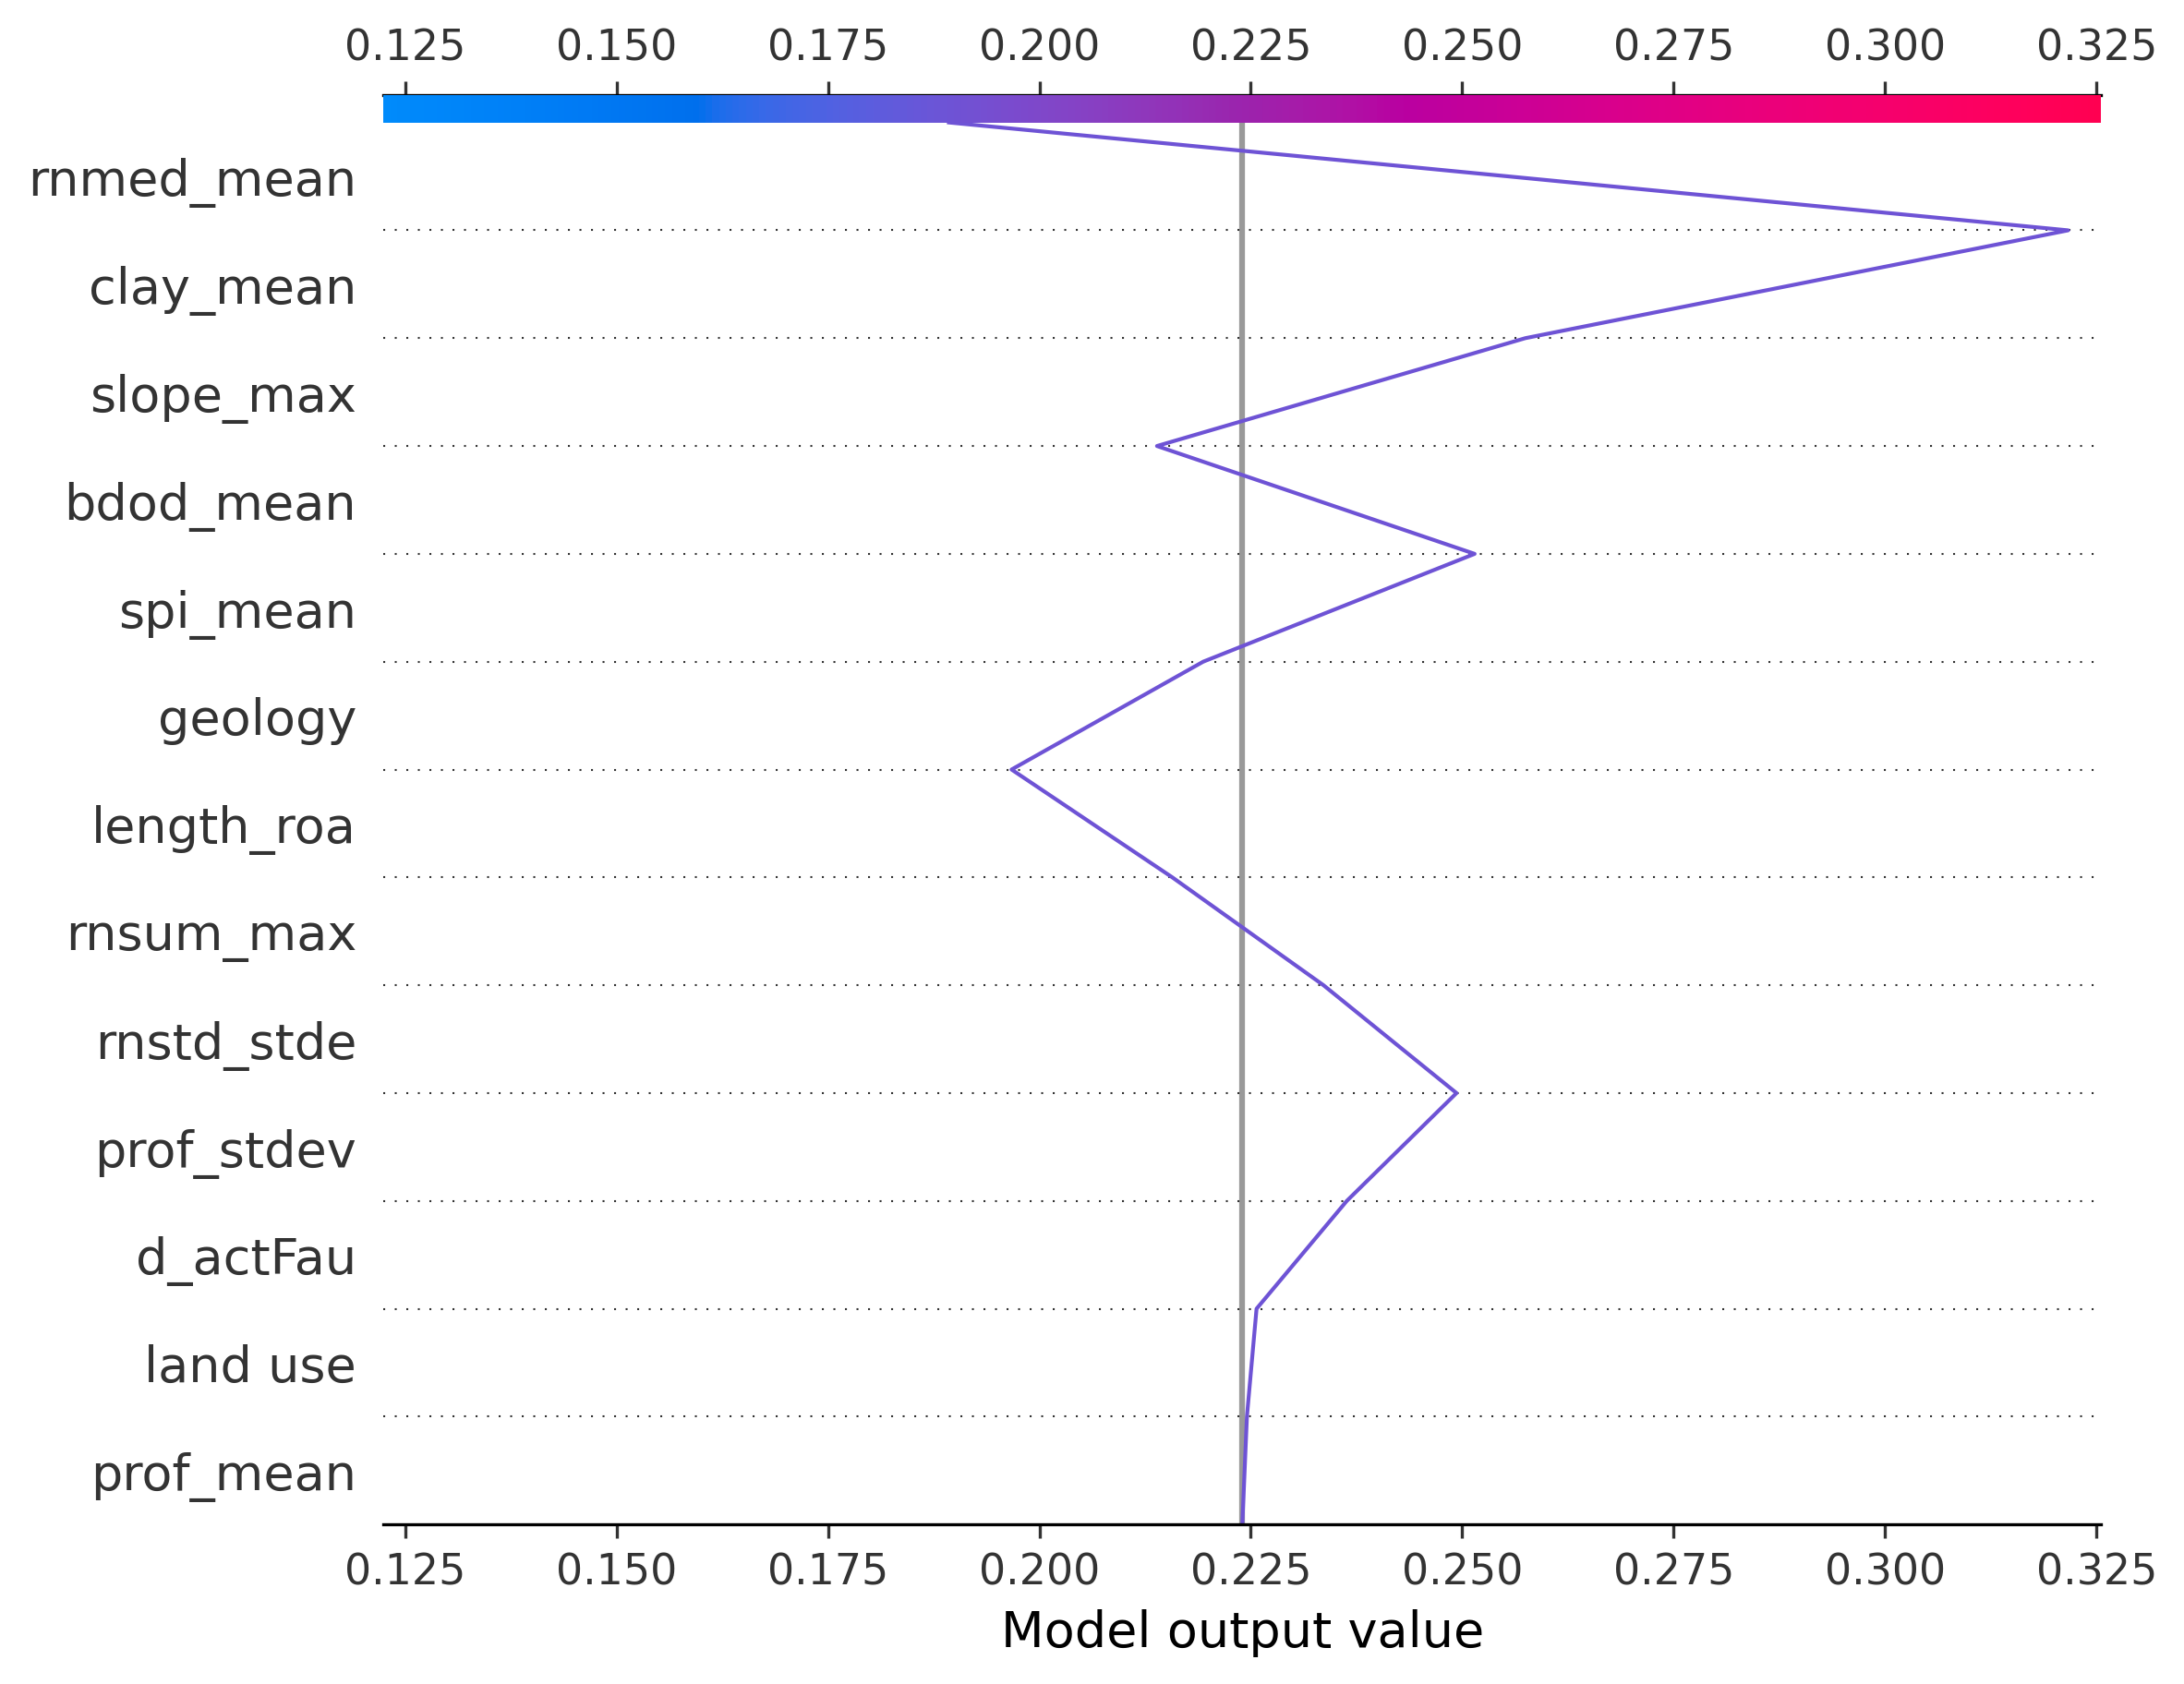 0.125 0.150 0.175 0.200 0.225 0.250 0.275 0.300 0.325
rnmed_mean
clay_mean
slope_max
bdod_mean
spi_mean
geology
length_roa
rnsum_max
rnstd_stde
prof_stdev
d_actFau
land use
prof_mean
0.125 0.150 0.175 0.200 0.225 0.250 0.275 0.300 0.325
Model output value